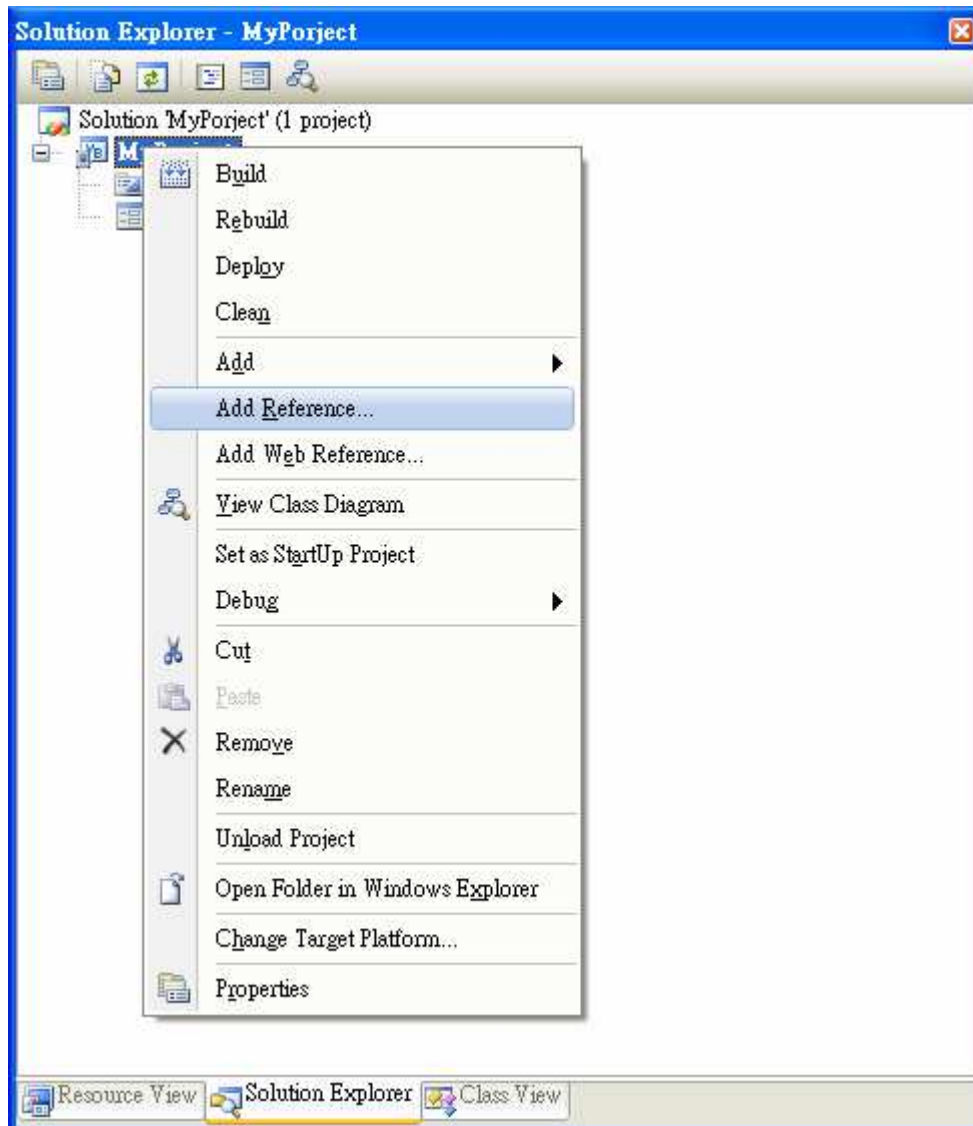 Solution Explorer - MyPorject
Solution 'MyPorject' (1 project)
Build
Rebuild
Deploy
Clean
Add
Add Reference...
Add Web Reference...
View Class Diagram
Set as StartUp Project
Debug
Cut
Paste
Remove
Rename
Unload Project
Open Folder in Windows Explorer
Change Target Platform...
Properties
Resource View Solution Explorer Class View